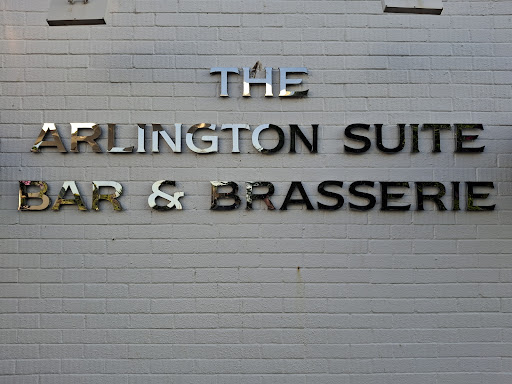 THE
ARLINGTON SUITE
BAR & BRASSERIE